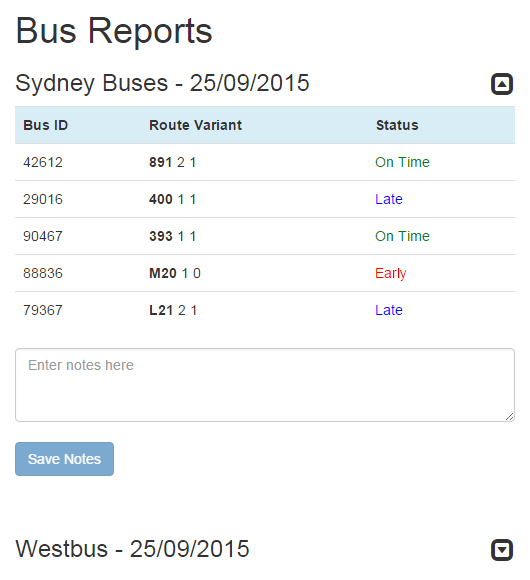 Bus Reports
Sydney Buses - 25/09/2015
Bus ID Route Variant Status
42612 891 2 1 On Time
29016 400 1 1 Late
90467 393 1 1 On Time
88836 M20 1 0 Early
79367 L21 2 1 Late
Enter notes here
Save Notes
Westbus - 25/09/2015